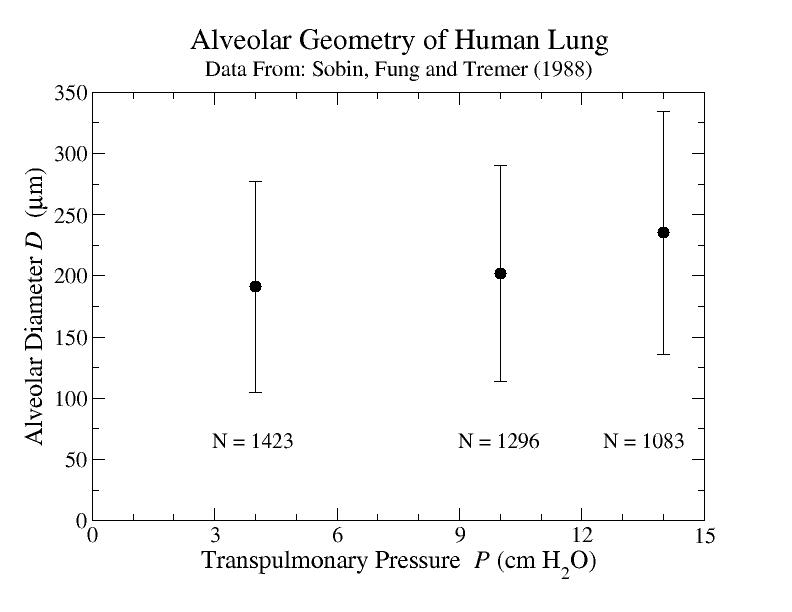 Alveolar Geometry of Human Lung
Data From: Sobin, Fung and Tremer (1988)
350
300
250
200
150
100
50
0
Alveolar Diameter D (μm)
N = 1423
N = 1296
N = 1083
0 3 6 9 12 15
Transpulmonary Pressure P (cm H₂O)